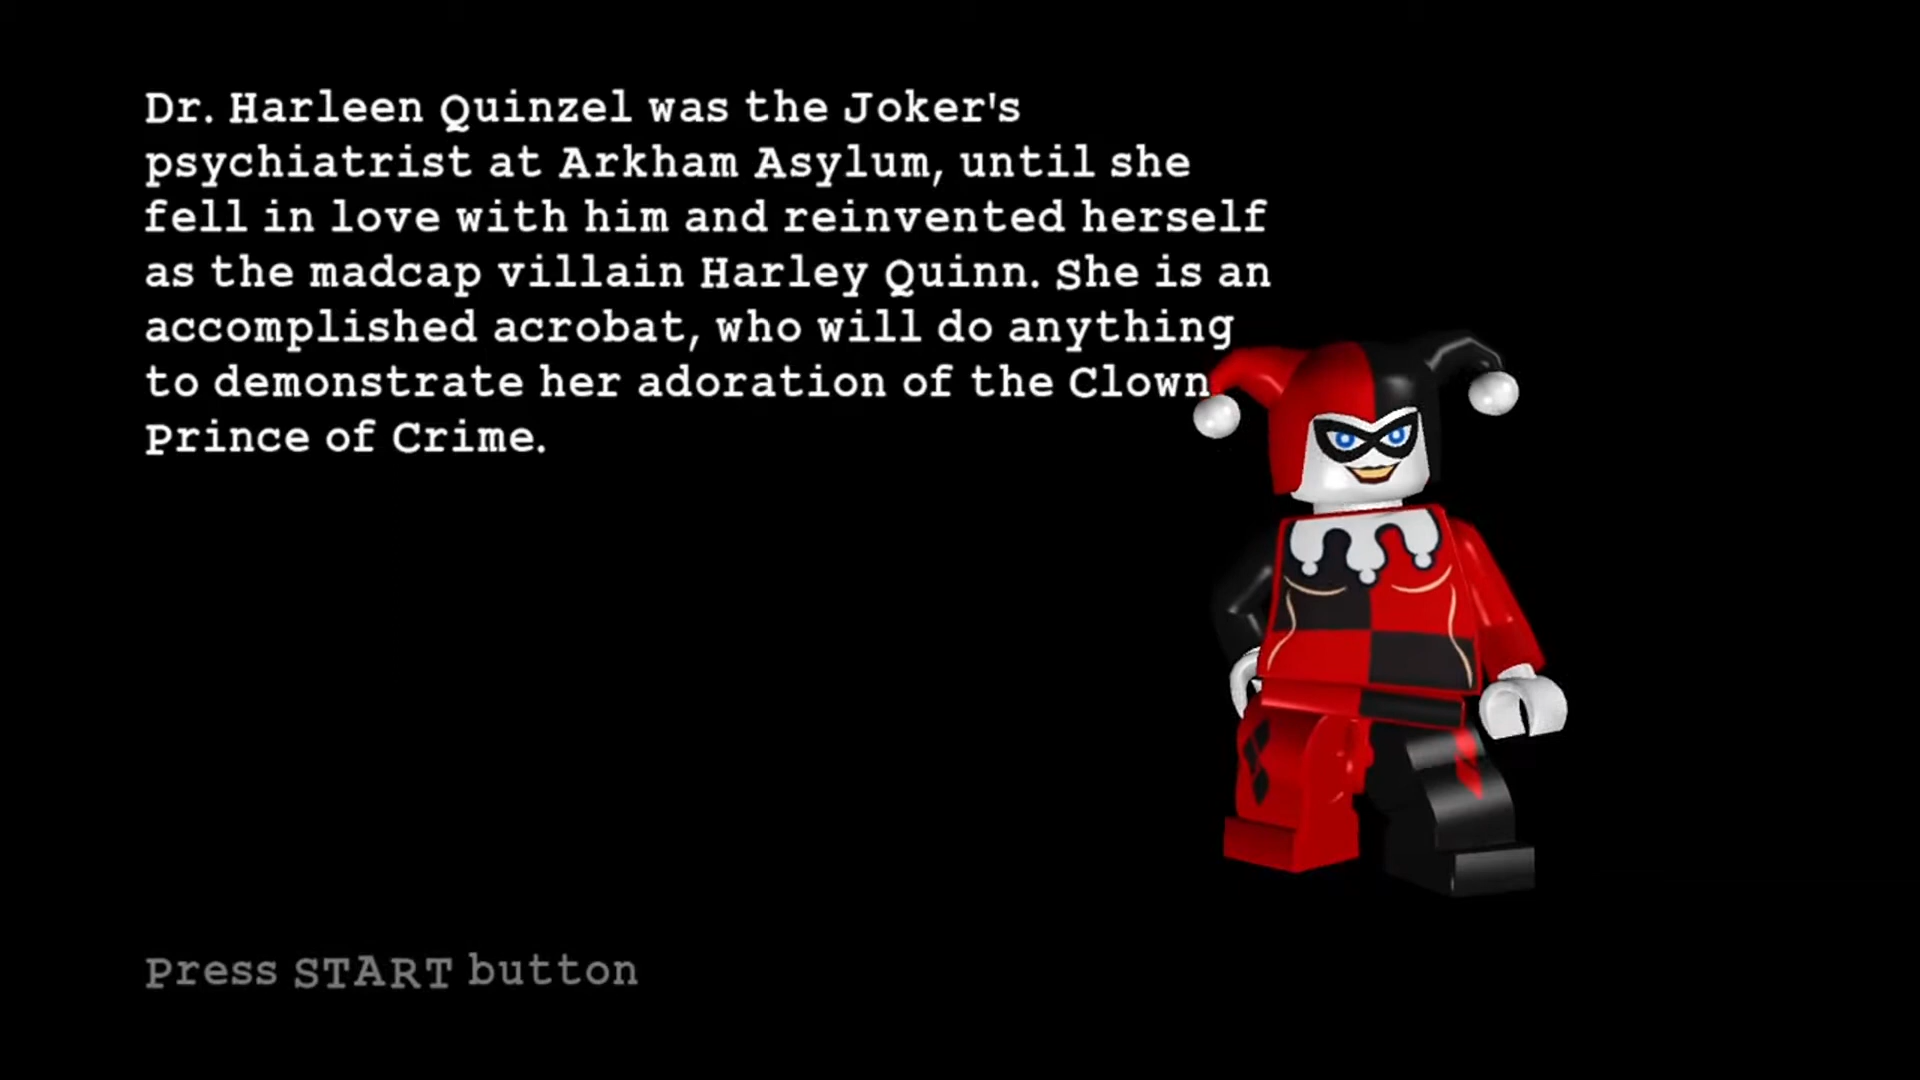 Dr. Harleen Quinzel was the Joker's
psychiatrist at Arkham Asylum, until she
fell in love with him and reinvented herself
as the madcap villain Harley Quinn. She is an
accomplished acrobat, who will do anything
to demonstrate her adoration of the Clown
Prince of Crime.
Press START button